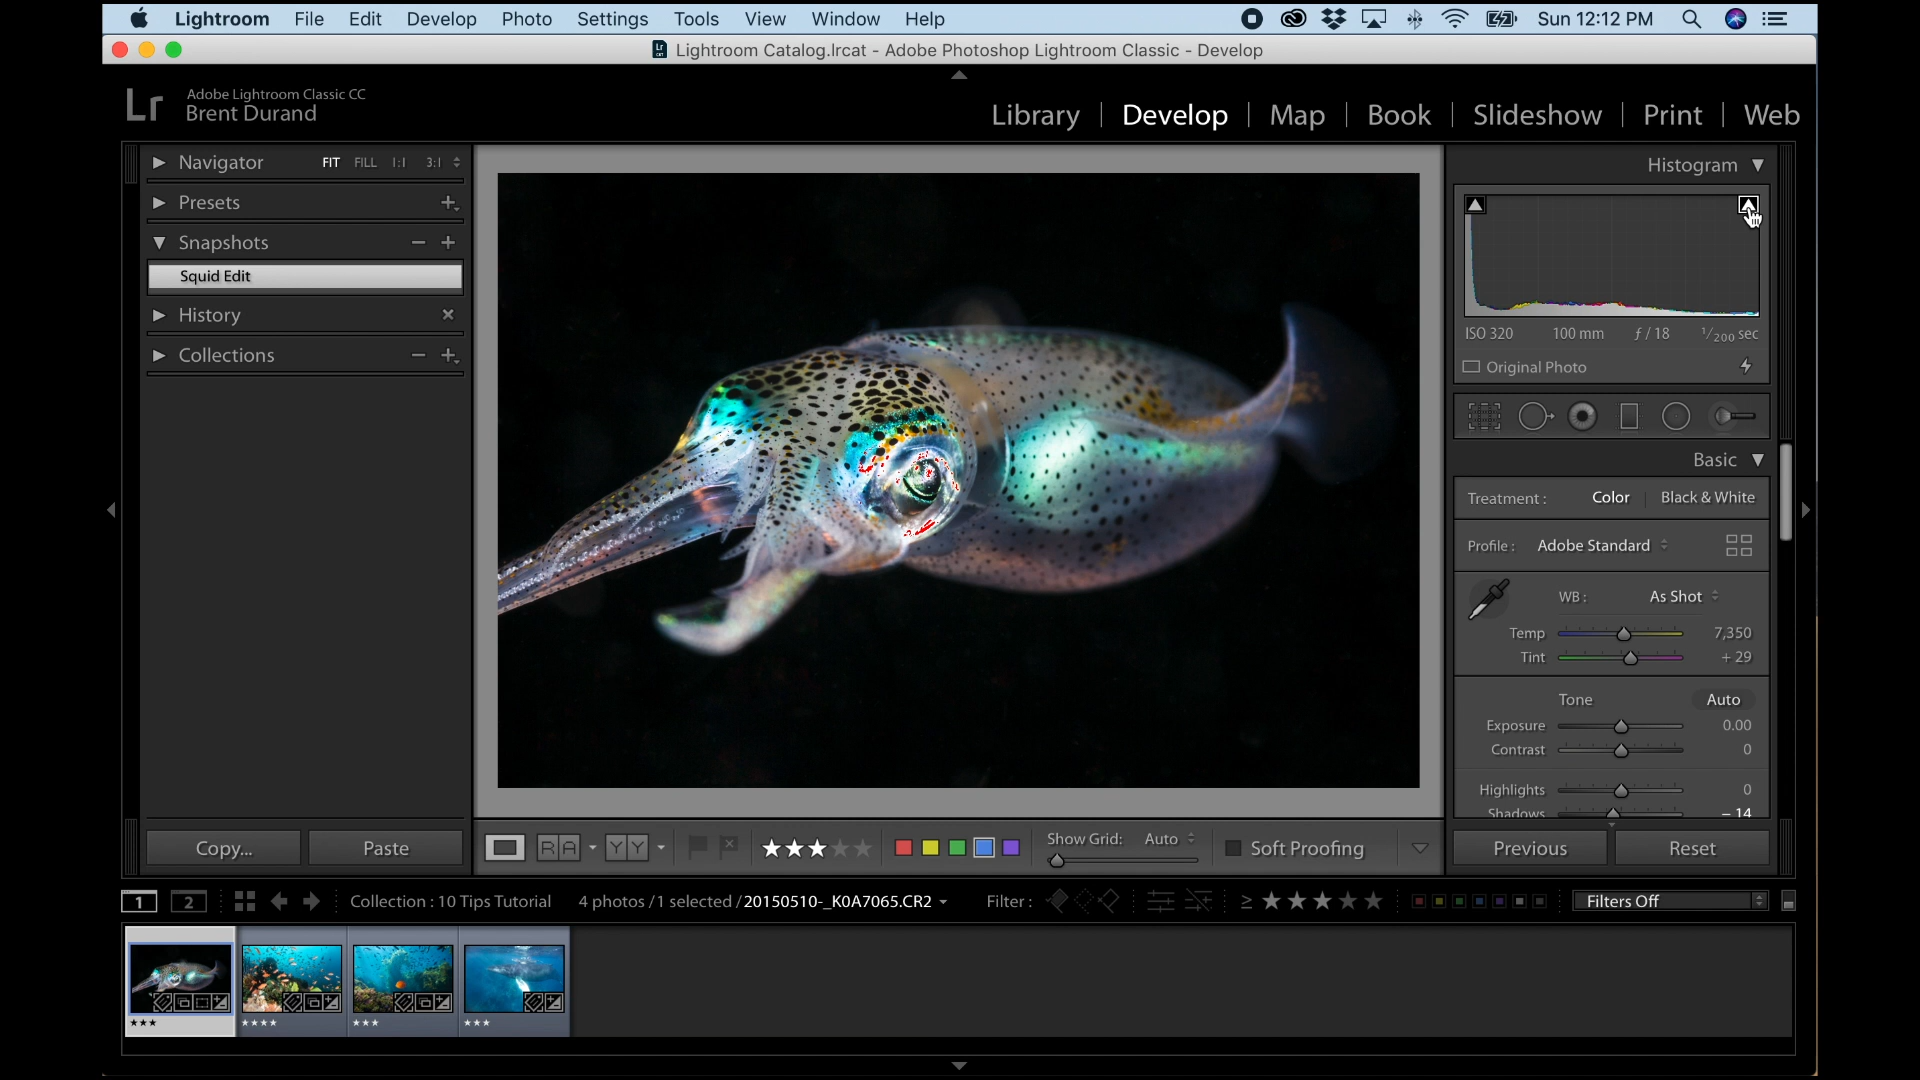 Lightroom File Edit Develop Photo Settings Tools View Window Help Sun 12:12 PM
Lightroom Catalog.lrcat - Adobe Photoshop Lightroom Classic - Develop
Lr Adobe Lightroom Classic CC
Brent Durand
Library | Develop | Map | Book | Slideshow | Print | Web
Navigator FIT FILL 1:1 3:1
Presets
Snapshots
Squid Edit
History
Collections
Copy... Paste
Histogram
ISO 320 100 mm ƒ / 18 1/200 sec
Original Photo
Basic
Treatment : Color Black & White
Profile : Adobe Standard
WB : As Shot
Temp 7,350
Tint + 29
Tone Auto
Exposure 0.00
Contrast 0
Highlights 0
Shadows - 14
Previous Reset
R A Y Y Show Grid: Auto Soft Proofing
1 2 Collection : 10 Tips Tutorial 4 photos / 1 selected / 20150510-_K0A7065.CR2 Filter : ≥ Filters Off